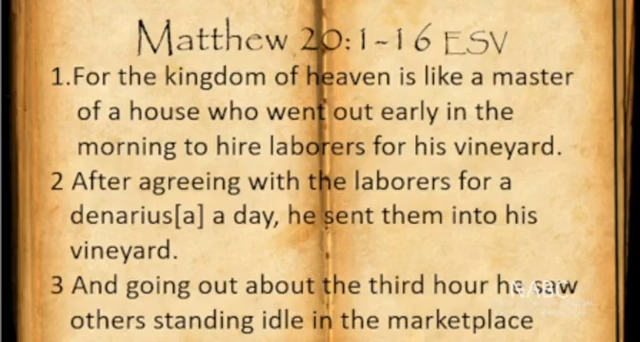 Matthew 20:1-16 ESV
1.For the kingdom of heaven is like a master
of a house who went out early in the
morning to hire laborers for his vineyard.
2 After agreeing with the laborers for a
denarius[a] a day, he sent them into his
vineyard.
3 And going out about the third hour he saw
others standing idle in the marketplace
NABC